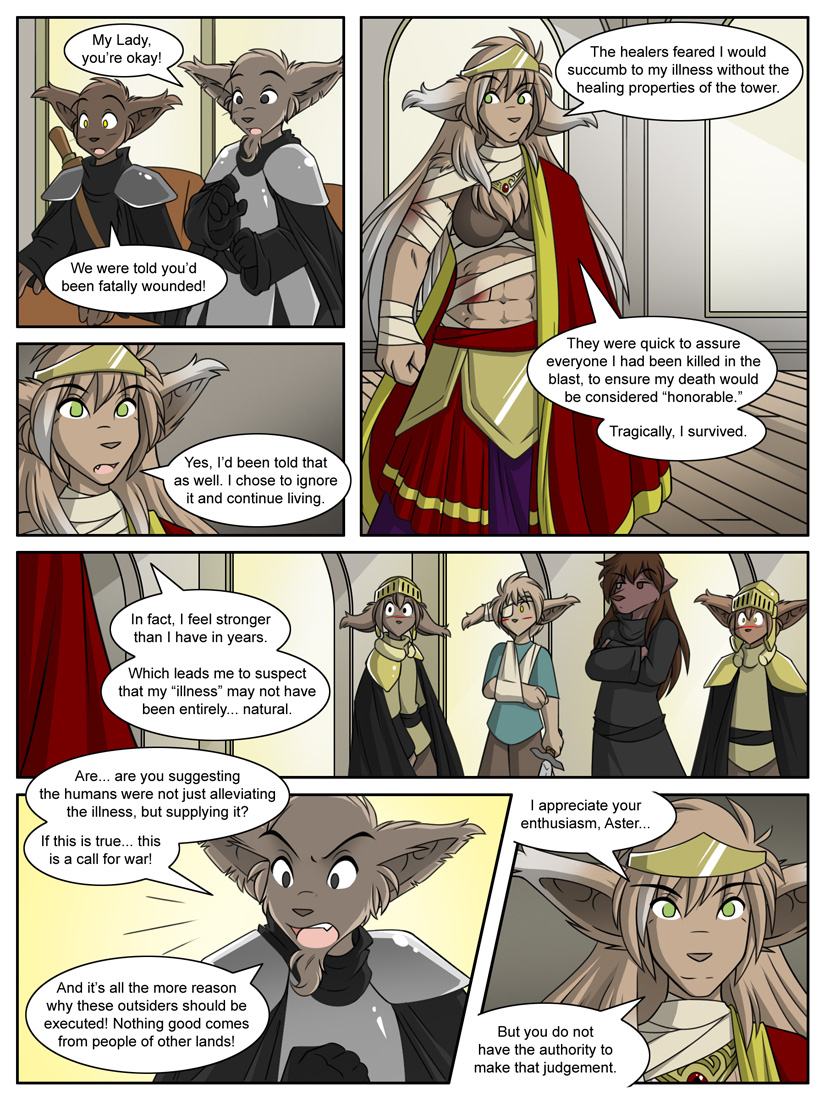 My Lady,
you're okay!
We were told you'd
been fatally wounded!
The healers feared I would
succumb to my illness without the
healing properties of the tower.
They were quick to assure
everyone I had been killed in the
blast, to ensure my death would
be considered “honorable.”
Tragically, I survived.
Yes, I'd been told that
as well. I chose to ignore
it and continue living.
In fact, I feel stronger
than I have in years.
Which leads me to suspect
that my “illness” may not have
been entirely... natural.
Are... are you suggesting
the humans were not just alleviating
the illness, but supplying it?
If this is true... this
is a call for war!
And it's all the more reason
why these outsiders should be
executed! Nothing good comes
from people of other lands!
I appreciate your
enthusiasm, Aster...
But you do not
have the authority to
make that judgement.